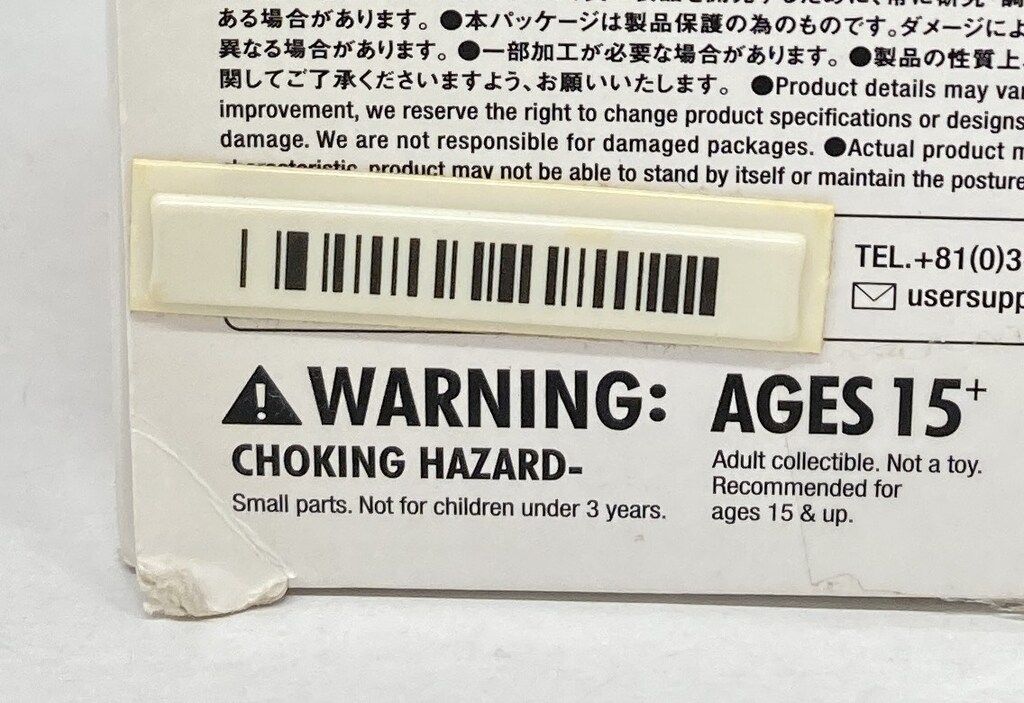 ある場合があります。●本パッケージは製品保護の為のものです。ダメージによ
異なる場合があります。●一部加工が必要な場合があります。●製品の性質上
関してご了承くださいますよう、お願いいたします。 ●Product details may var
improvement, we reserve the right to change product specifications or designs
damage. We are not responsible for damaged packages. ●Actual product m
characteristic, product may not be able to stand by itself or maintain the posture
TEL.+81(0)3
usersupp
WARNING:
CHOKING HAZARD-
Small parts. Not for children under 3 years.
AGES 15+
Adult collectible. Not a toy.
Recommended for
ages 15 & up.